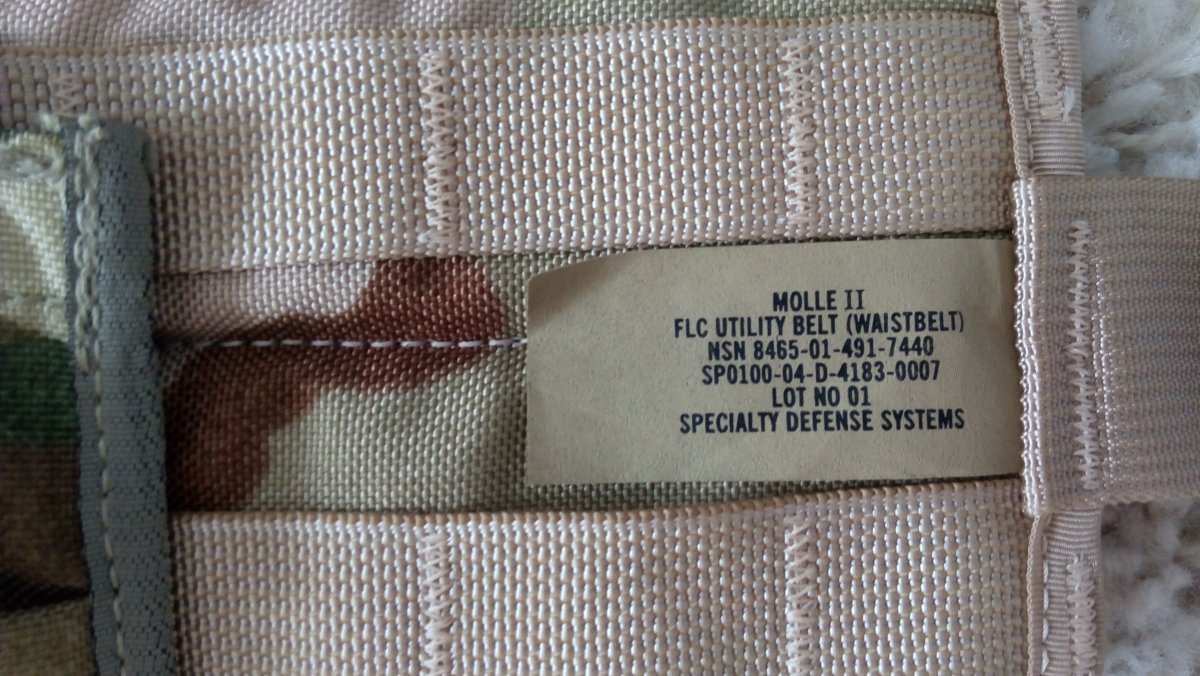 MOLLE II
FLC UTILITY BELT (WAISTBELT)
NSN 8465-01-491-7440
SP0100-04-D-4183-0007
LOT NO 01
SPECIALTY DEFENSE SYSTEMS